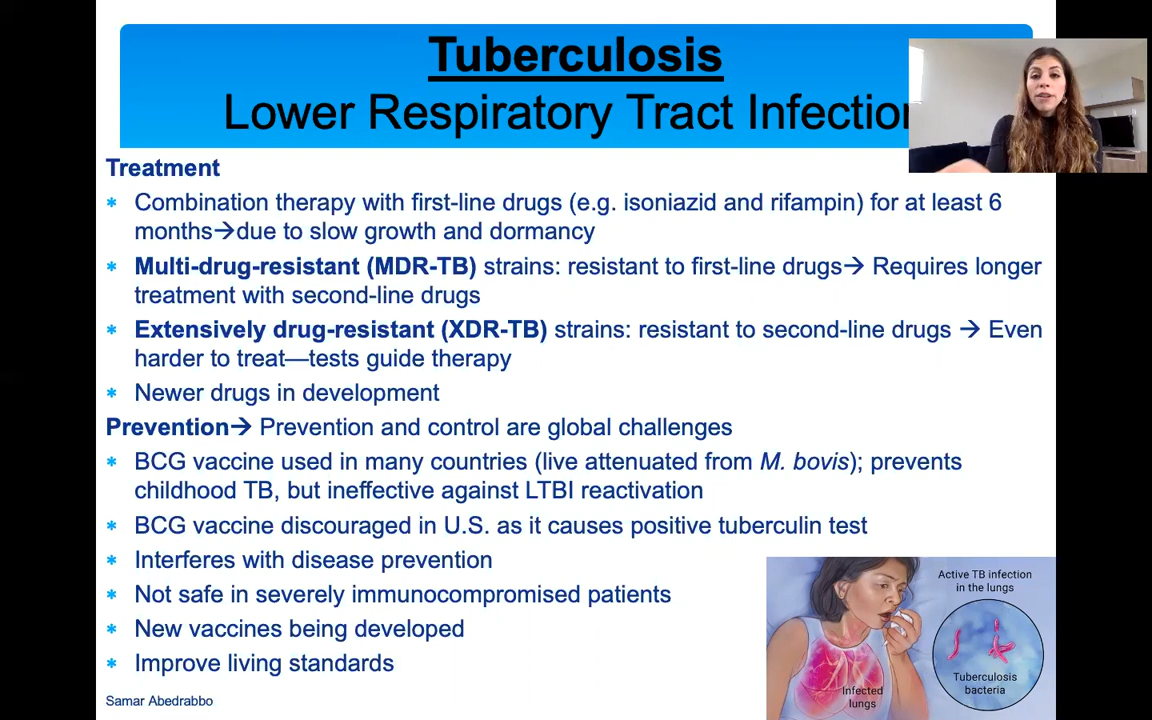 Tuberculosis
Lower Respiratory Tract Infection
Treatment
* Combination therapy with first-line drugs (e.g. isoniazid and rifampin) for at least 6
months→due to slow growth and dormancy
* Multi-drug-resistant (MDR-TB) strains: resistant to first-line drugs→ Requires longer
treatment with second-line drugs
* Extensively drug-resistant (XDR-TB) strains: resistant to second-line drugs → Even
harder to treat—tests guide therapy
* Newer drugs in development
Prevention→ Prevention and control are global challenges
* BCG vaccine used in many countries (live attenuated from M. bovis); prevents
childhood TB, but ineffective against LTBI reactivation
* BCG vaccine discouraged in U.S. as it causes positive tuberculin test
* Interferes with disease prevention
* Not safe in severely immunocompromised patients
* New vaccines being developed
* Improve living standards
Active TB infection
in the lungs
Tuberculosis
bacteria
Infected
lungs
Samar Abedrabbo